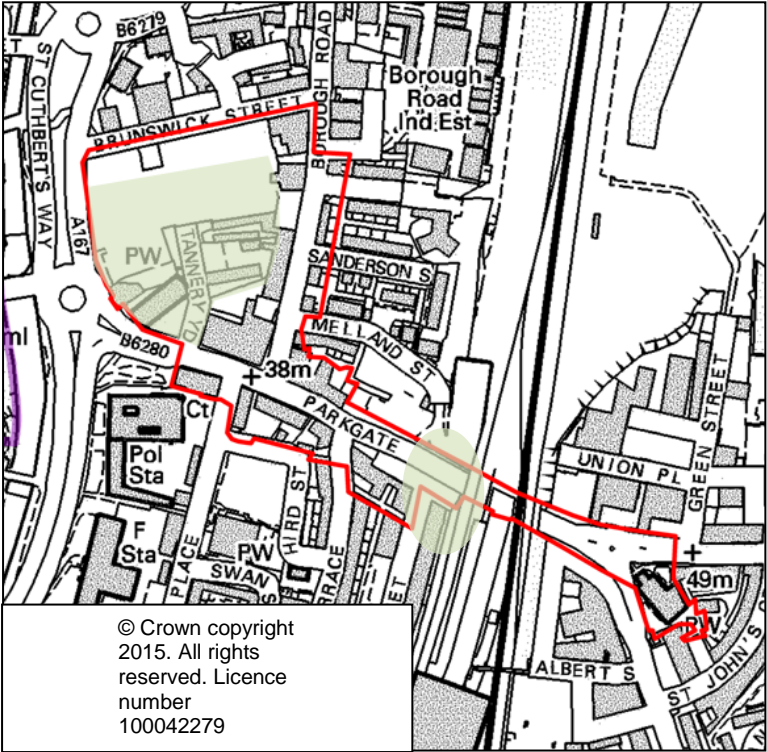 B6279
ST CUTHBERT'S WAY
BOROUGH ROAD
Borough
Road
Ind Est
BRUNSWICK STREET
A167
PW
TANNERY YD
SANDERSON S
B6280
MELLAND ST
38m
PARKGATE
Ct
Pol
Sta
UNION PL
GREEN STREET
F
Sta
PLACE
PW
SWAN
HIRD ST
RRACE
ET
49m
PW
ALBERT S
ST JOHN'S
© Crown copyright
2015. All rights
reserved. Licence
number
100042279